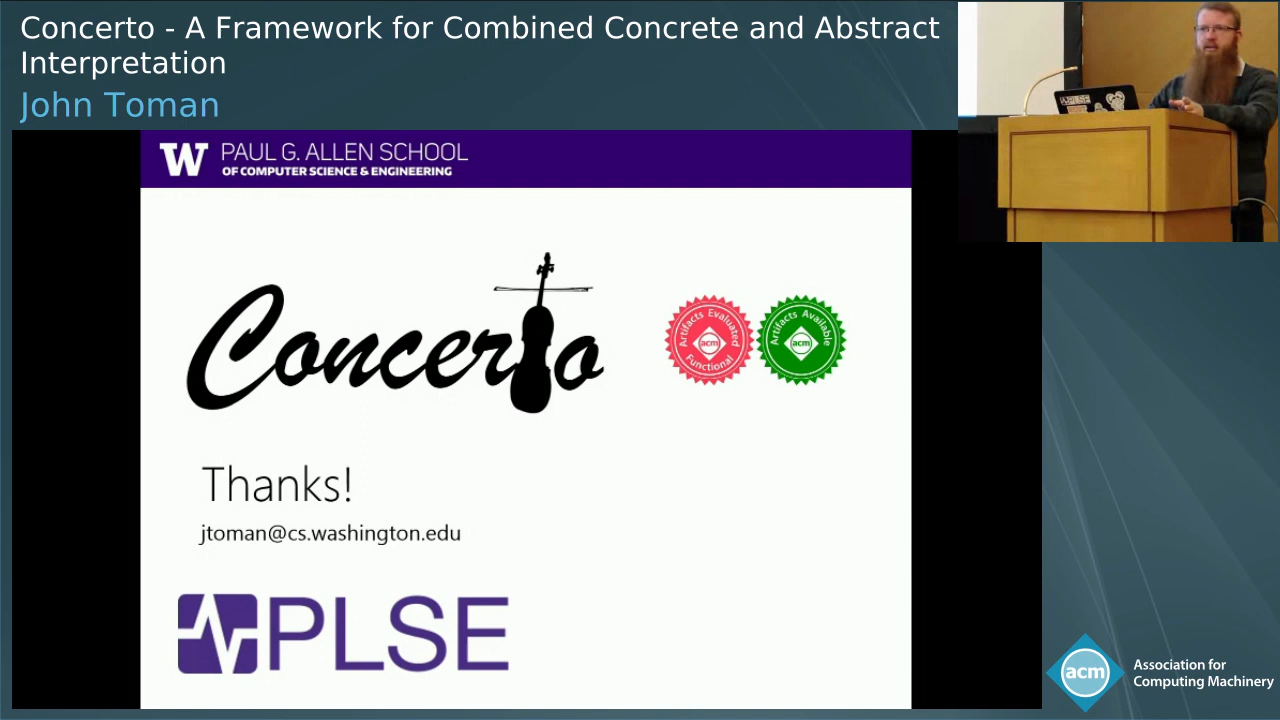 Concerto - A Framework for Combined Concrete and Abstract
Interpretation
John Toman
W PAUL G. ALLEN SCHOOL
OF COMPUTER SCIENCE & ENGINEERING
PLSE
Concerto
Artifacts Evaluated
acm
Functional
Artifacts Available
acm
Thanks!
jtoman@cs.washington.edu
PLSE
acm
Association for
Computing Machinery